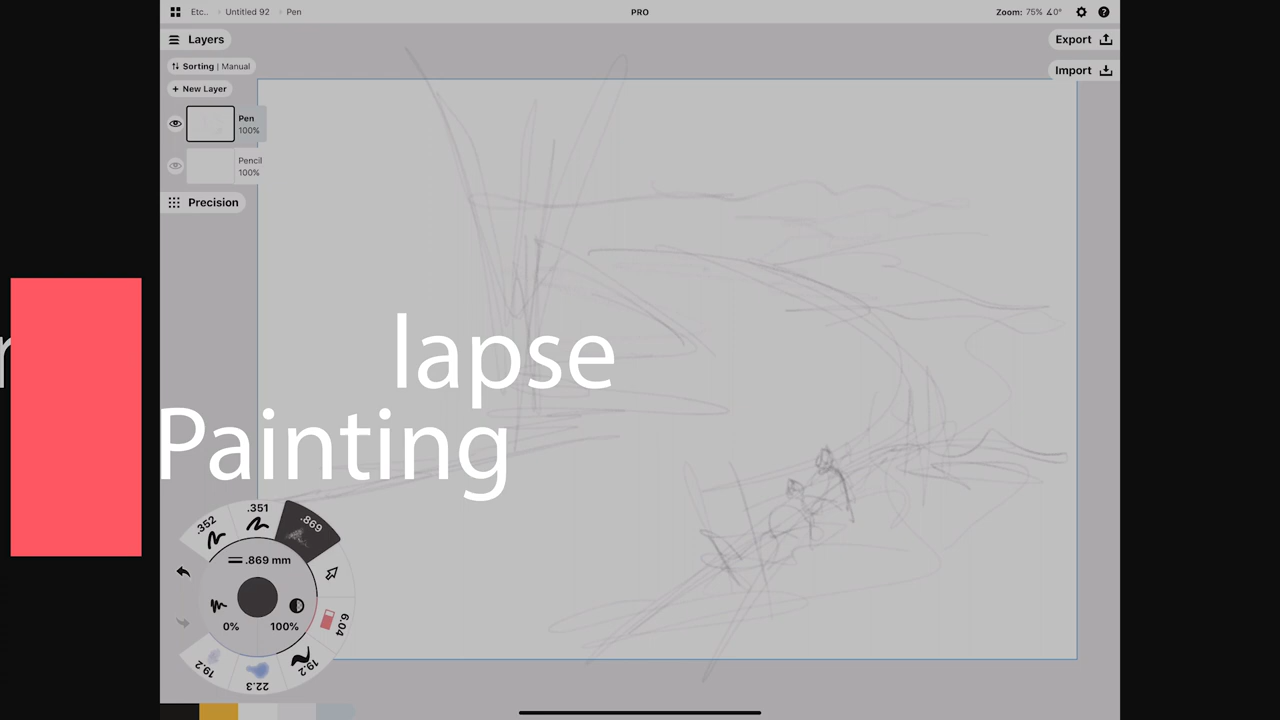 Etc.. Untitled 92 Pen
PRO
Zoom: 75% ∡0°
Layers
Export
Sorting | Manual
Import
+ New Layer
Pen
100%
Pencil
100%
Precision
lapse
Painting
.352
.351
.869
.869 mm
0%
100%
6.04
19.2
22.3
19.2